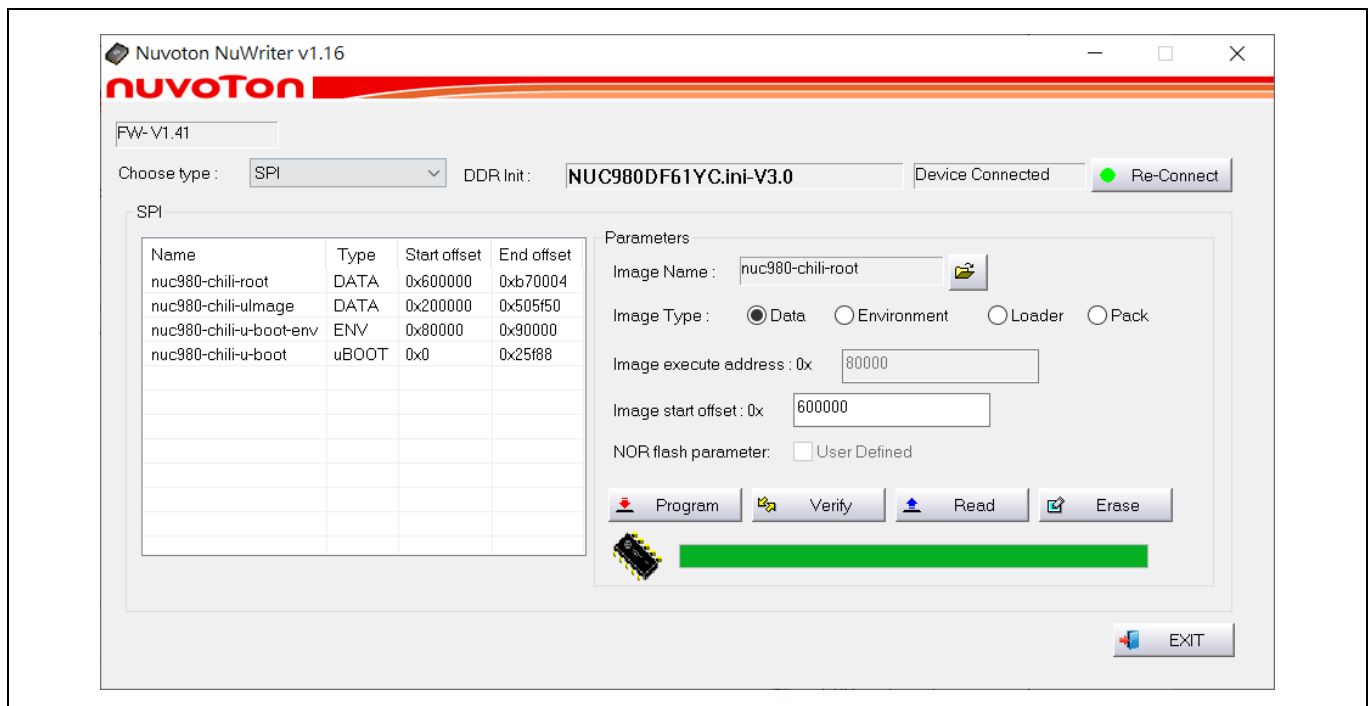 Nuvoton NuWriter v1.16
nuvoTon
FW- V1.41
Choose type : SPI DDR Init : NUC980DF61YC.ini-V3.0 Device Connected Re-Connect
SPI
Name Type Start offset End offset
nuc980-chili-root DATA 0x600000 0xb70004
nuc980-chili-uImage DATA 0x200000 0x505f50
nuc980-chili-u-boot-env ENV 0x80000 0x90000
nuc980-chili-u-boot uBOOT 0x0 0x25f88
Parameters
Image Name : nuc980-chili-root
Image Type : Data Environment Loader Pack
Image execute address : 0x 80000
Image start offset : 0x 600000
NOR flash parameter: User Defined
Program Verify Read Erase
EXIT